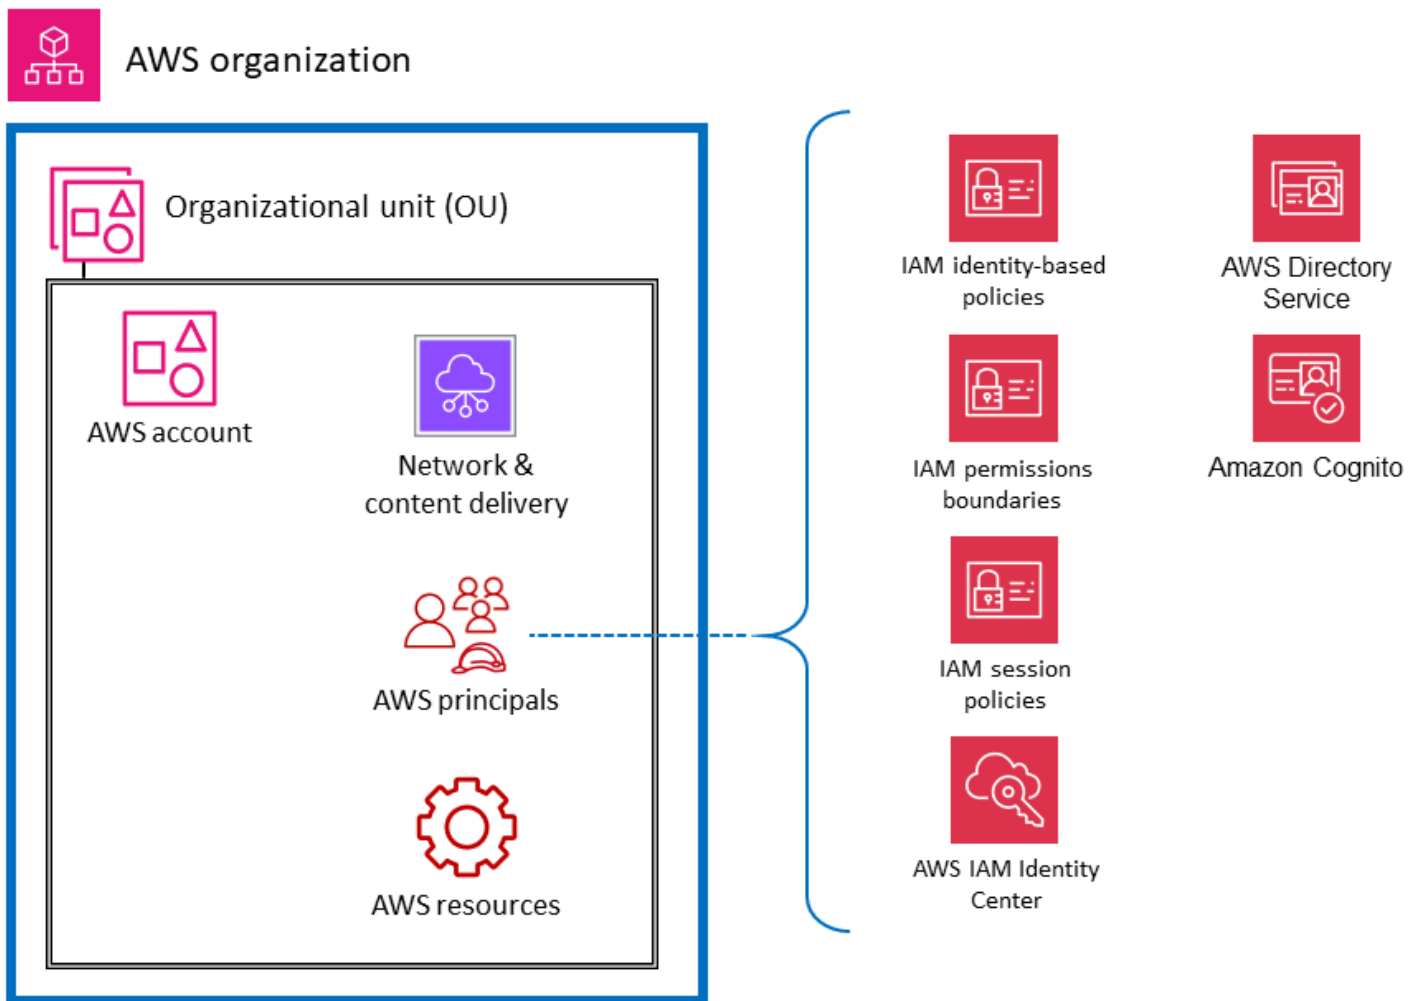 AWS organization
Organizational unit (OU)
AWS account
Network &
content delivery
AWS principals
AWS resources
IAM identity-based
policies
AWS Directory
Service
IAM permissions
boundaries
Amazon Cognito
IAM session
policies
AWS IAM Identity
Center